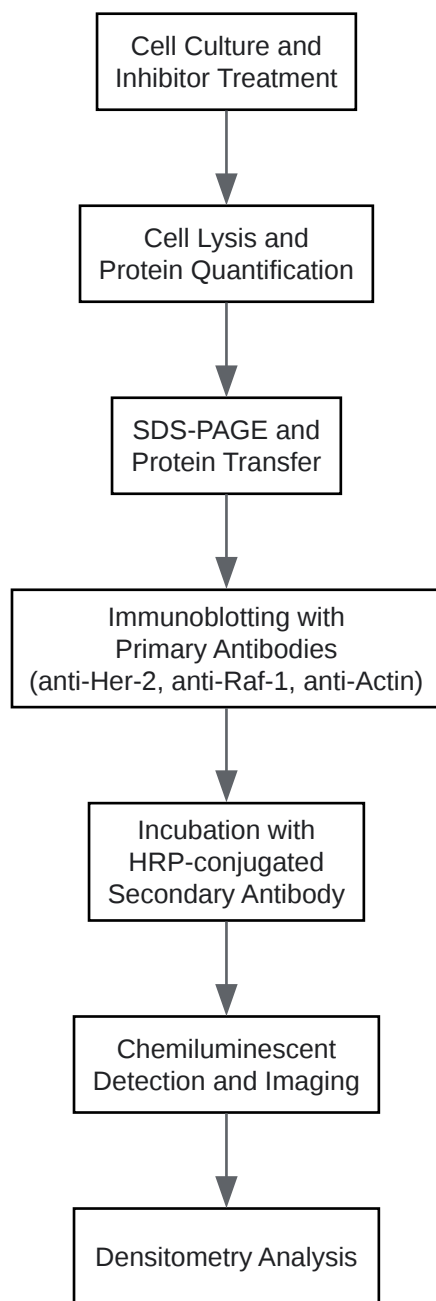 Cell Culture and
Inhibitor Treatment
Cell Lysis and
Protein Quantification
SDS-PAGE and
Protein Transfer
Immunoblotting with
Primary Antibodies
(anti-Her-2, anti-Raf-1, anti-Actin)
Incubation with
HRP-conjugated
Secondary Antibody
Chemiluminescent
Detection and Imaging
Densitometry Analysis